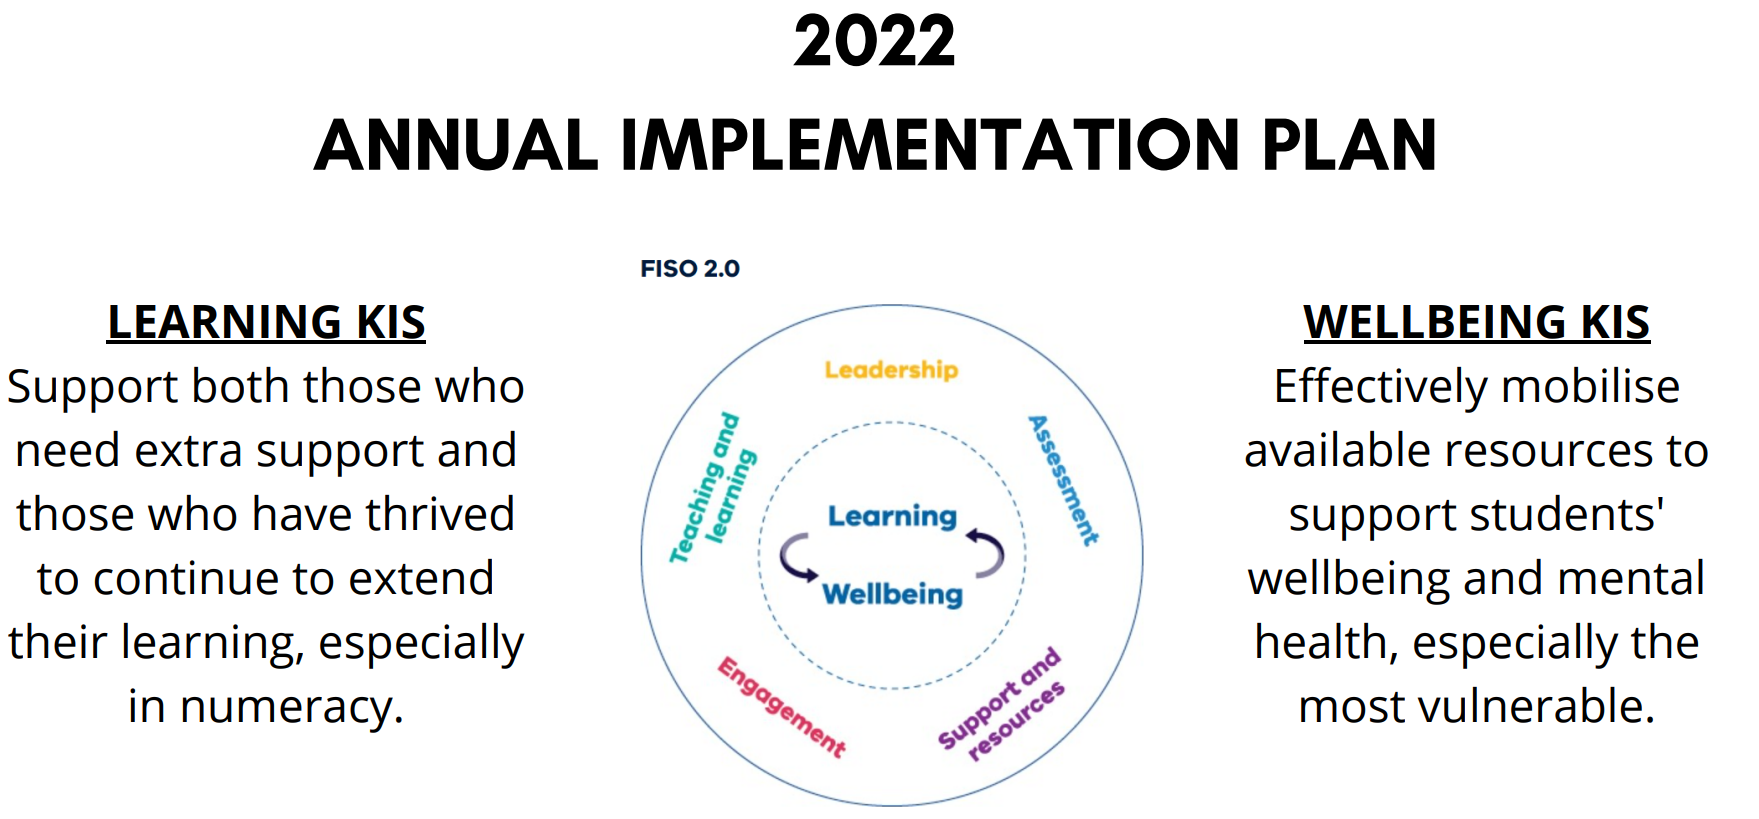 2022
ANNUAL IMPLEMENTATION PLAN
LEARNING KIS
Support both those who
need extra support and
those who have thrived
to continue to extend
their learning, especially
in numeracy.
FISO 2.0
Leadership
Teaching and
learning
Assessment
Learning
Wellbeing
Engagement
Support and
resources
WELLBEING KIS
Effectively mobilise
available resources to
support students'
wellbeing and mental
health, especially the
most vulnerable.